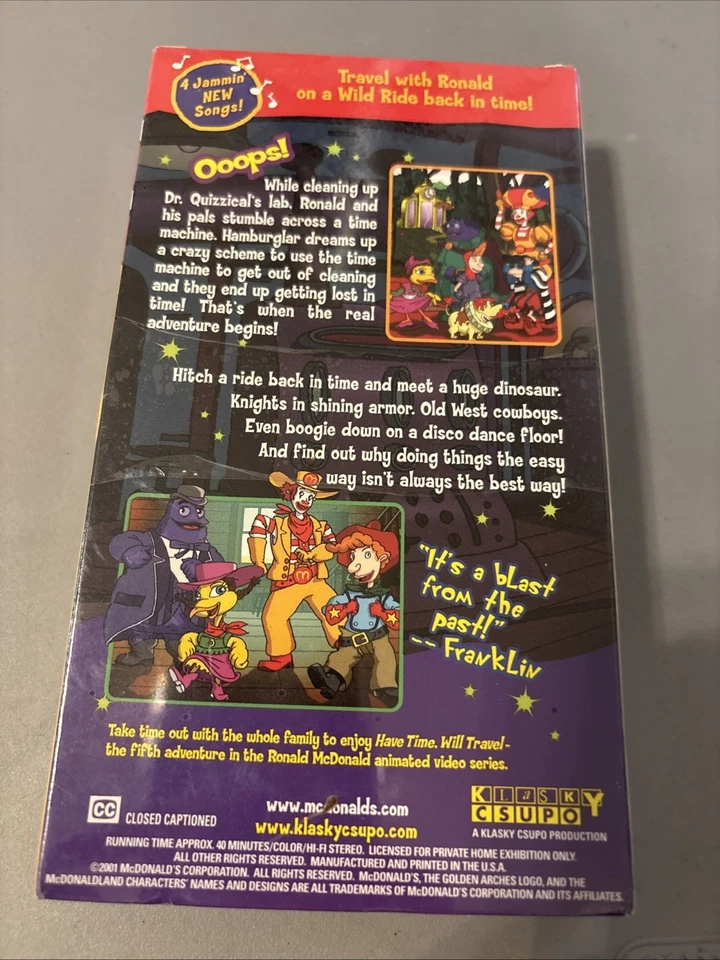 4 Jammin'
NEW
Songs!
Travel with Ronald
on a Wild Ride back in time!
Ooops!
While cleaning up
Dr. Quizzical's lab, Ronald and
his pals stumble across a time
machine. Hamburglar dreams up
a crazy scheme to use the time
machine to get out of cleaning
and they end up getting lost in
time! That's when the real
adventure begins!
Hitch a ride back in time and meet a huge dinosaur.
Knights in shining armor. Old West cowboys.
Even boogie down on a disco dance floor!
And find out why doing things the easy
way isn't always the best way!
"It's a blast
from the
past!"
-- Franklin
Take time out with the whole family to enjoy Have Time, Will Travel-
the fifth adventure in the Ronald McDonald animated video series.
CC CLOSED CAPTIONED
www.mcdonalds.com
www.klaskycsupo.com
KLASKY
CSUPO
A KLASKY CSUPO PRODUCTION
RUNNING TIME APPROX. 40 MINUTES/COLOR/HI-FI STEREO. LICENSED FOR PRIVATE HOME EXHIBITION ONLY.
ALL OTHER RIGHTS RESERVED. MANUFACTURED AND PRINTED IN THE U.S.A.
©2001 McDONALD'S CORPORATION. ALL RIGHTS RESERVED. McDONALD'S, THE GOLDEN ARCHES LOGO, AND THE
McDONALDLAND CHARACTERS' NAMES AND DESIGNS ARE ALL TRADEMARKS OF McDONALD'S CORPORATION AND ITS AFFILIATES.